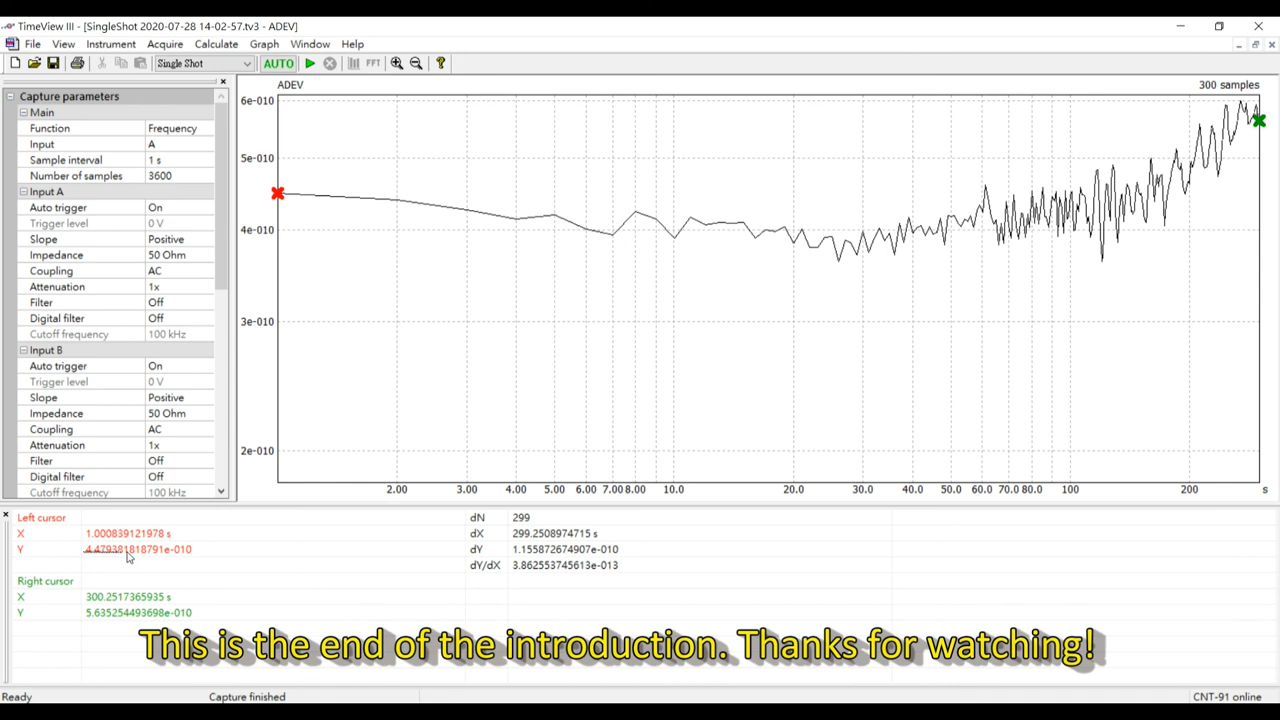 TimeView III - [SingleShot 2020-07-28 14-02-57.tv3 - ADEV]
File View Instrument Acquire Calculate Graph Window Help
Single Shot AUTO FFT
Capture parameters
Main
Function Frequency
Input A
Sample interval 1 s
Number of samples 3600
Input A
Auto trigger On
Trigger level 0 V
Slope Positive
Impedance 50 Ohm
Coupling AC
Attenuation 1x
Filter Off
Digital filter Off
Cutoff frequency 100 kHz
Input B
Auto trigger On
Trigger level 0 V
Slope Positive
Impedance 50 Ohm
Coupling AC
Attenuation 1x
Filter Off
Digital filter Off
Cutoff frequency 100 kHz
ADEV 300 samples
6e-010
5e-010
4e-010
3e-010
2e-010
2.00 3.00 4.00 5.00 6.00 7.00 8.00 10.0 20.0 30.0 40.0 50.0 60.0 70.0 80.0 100 200 s
Left cursor dN 299
X 1.000839121978 s dX 299.2508974715 s
Y 4.479381818791e-010 dY 1.155872674907e-010
dY/dX 3.862553745613e-013
Right cursor
X 300.2517365935 s
Y 5.635254493698e-010
This is the end of the introduction. Thanks for watching!
Ready Capture finished CNT-91 online